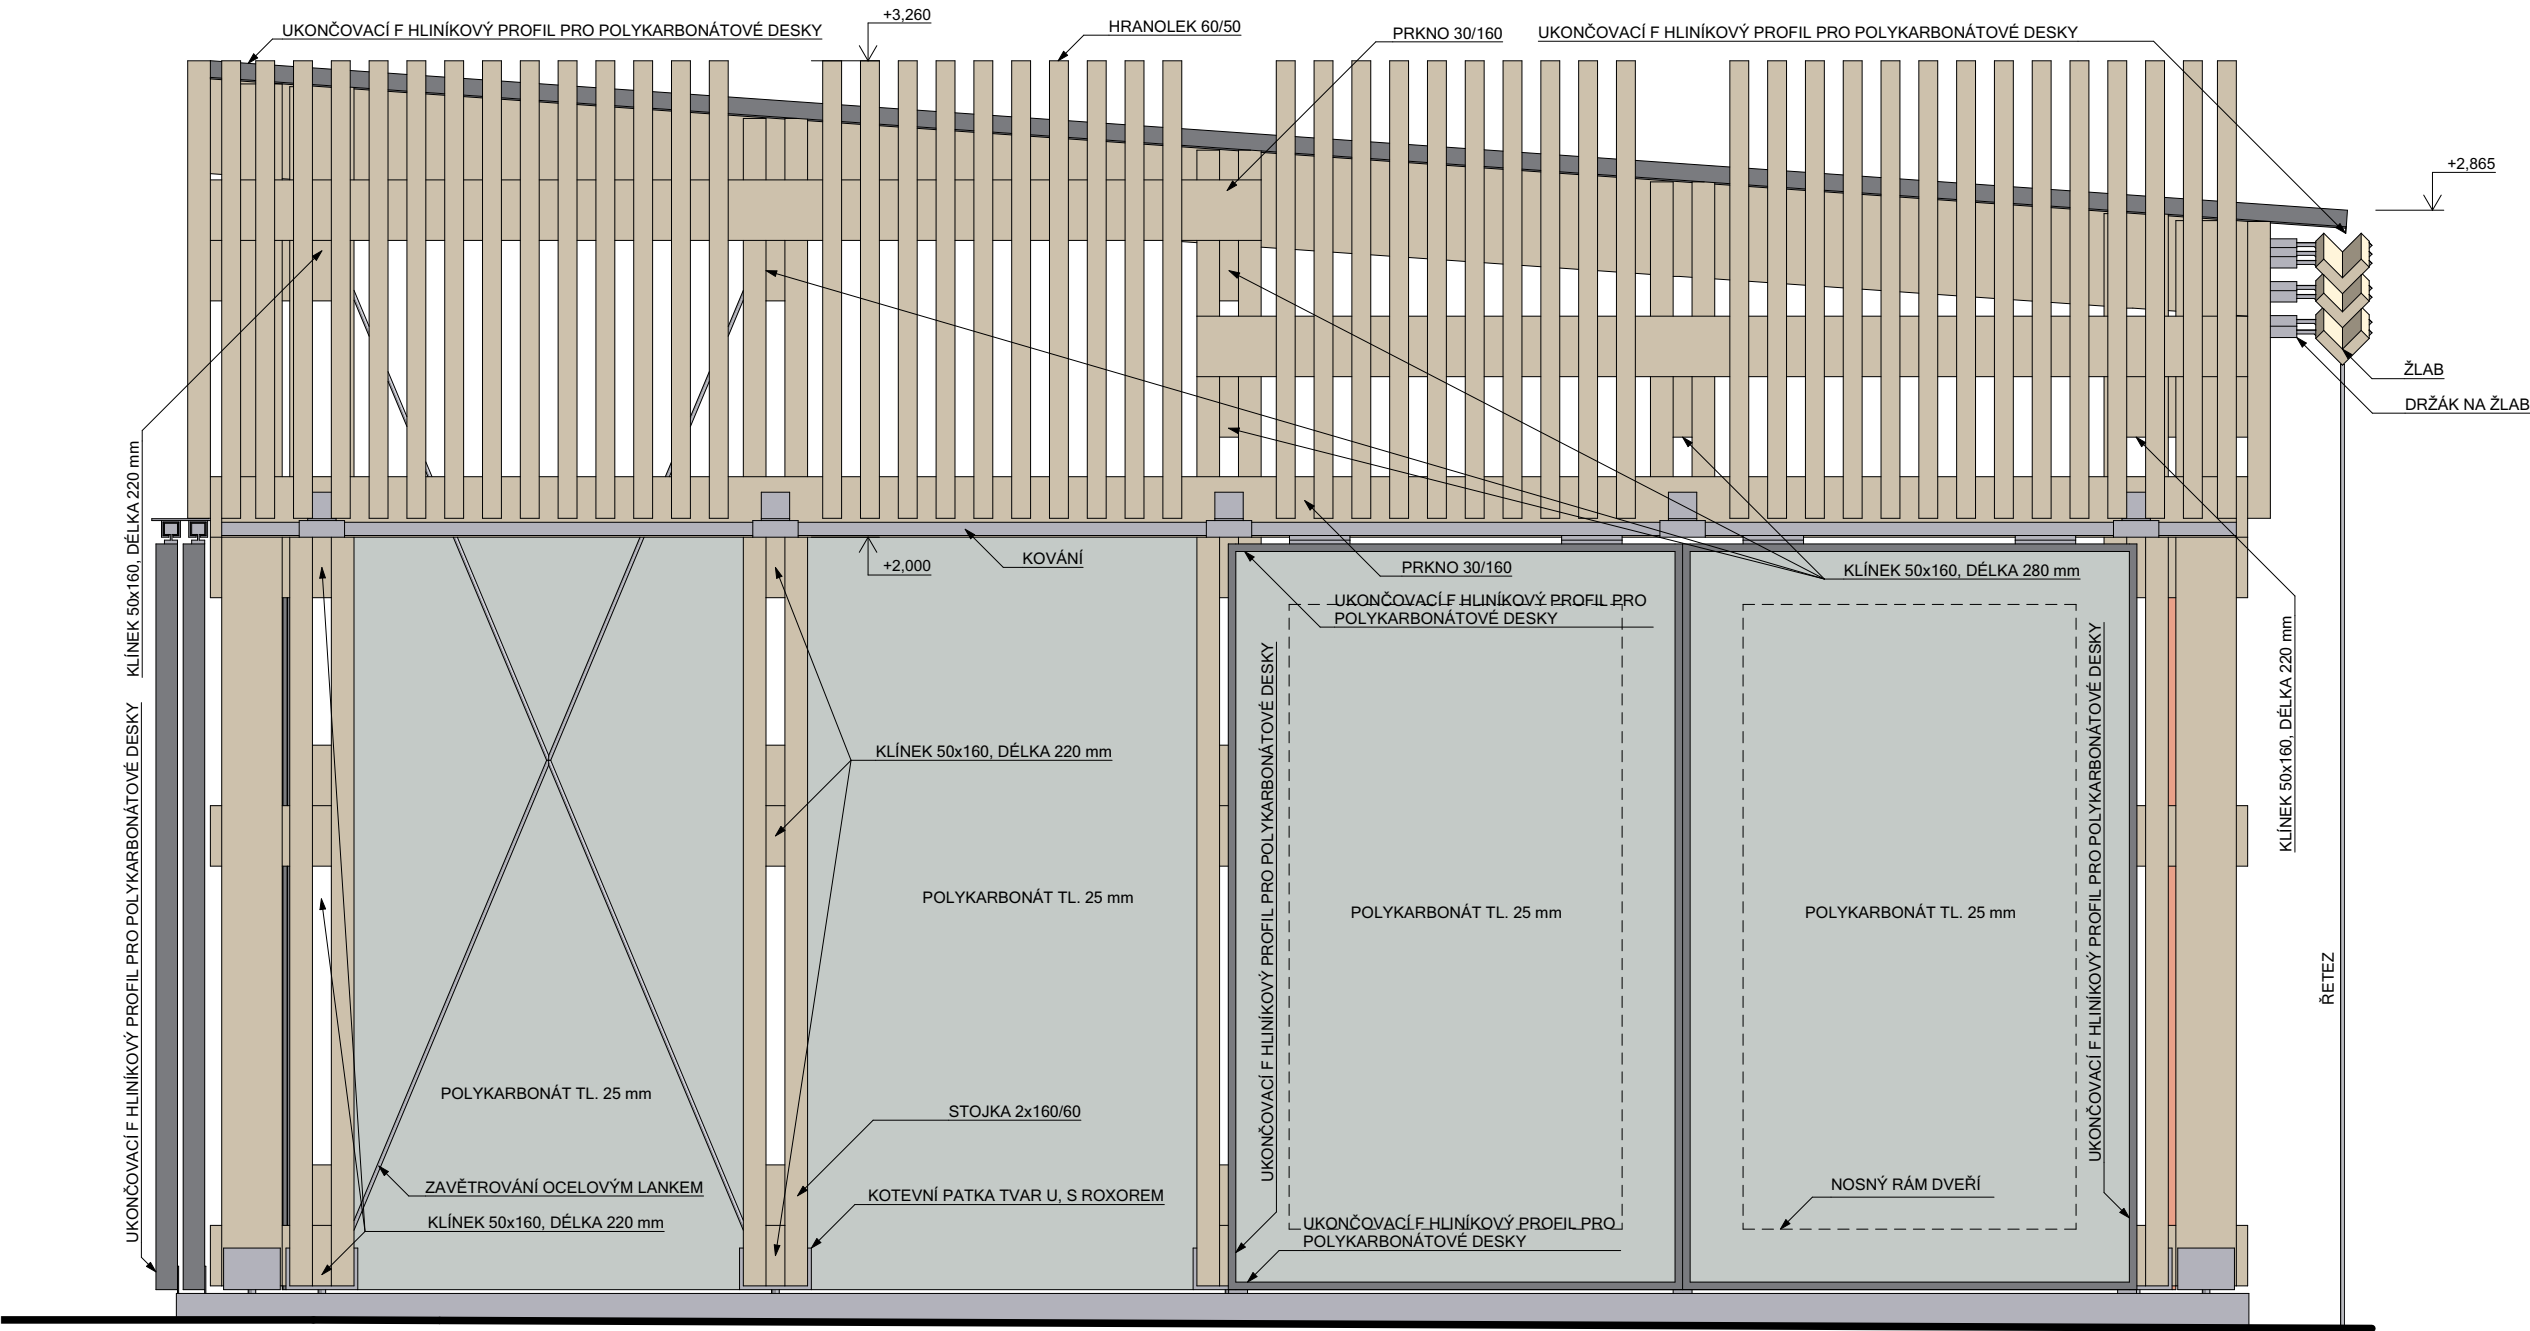 UKONČOVACÍ F HLINÍKOVÝ PROFIL PRO POLYKARBONÁTOVÉ DESKY
+3,260
HRANOLEK 60/50
PRKNO 30/160
UKONČOVACÍ F HLINÍKOVÝ PROFIL PRO POLYKARBONÁTOVÉ DESKY
+2,865
ŽLAB
DRŽÁK NA ŽLAB
KLÍNEK 50x160, DÉLKA 220 mm
+2,000
KOVÁNÍ
PRKNO 30/160
KLÍNEK 50x160, DÉLKA 280 mm
UKONČOVACÍ F HLINÍKOVÝ PROFIL PRO
POLYKARBONÁTOVÉ DESKY
KLÍNEK 50x160, DÉLKA 220 mm
UKONČOVACÍ F HLINÍKOVÝ PROFIL PRO POLYKARBONÁTOVÉ DESKY
UKONČOVACÍ F HLINÍKOVÝ PROFIL PRO POLYKARBONÁTOVÉ DESKY
UKONČOVACÍ F HLINÍKOVÝ PROFIL PRO POLYKARBONÁTOVÉ DESKY
KLÍNEK 50x160, DÉLKA 220 mm
POLYKARBONÁT TL. 25 mm
POLYKARBONÁT TL. 25 mm
POLYKARBONÁT TL. 25 mm
ŘETEZ
POLYKARBONÁT TL. 25 mm
STOJKA 2x160/60
ZAVĚTROVÁNÍ OCELOVÝM LANKEM
KOTEVNÍ PATKA TVAR U, S ROXOREM
NOSNÝ RÁM DVEŘÍ
KLÍNEK 50x160, DÉLKA 220 mm
UKONČOVACÍ F HLINÍKOVÝ PROFIL PRO
POLYKARBONÁTOVÉ DESKY